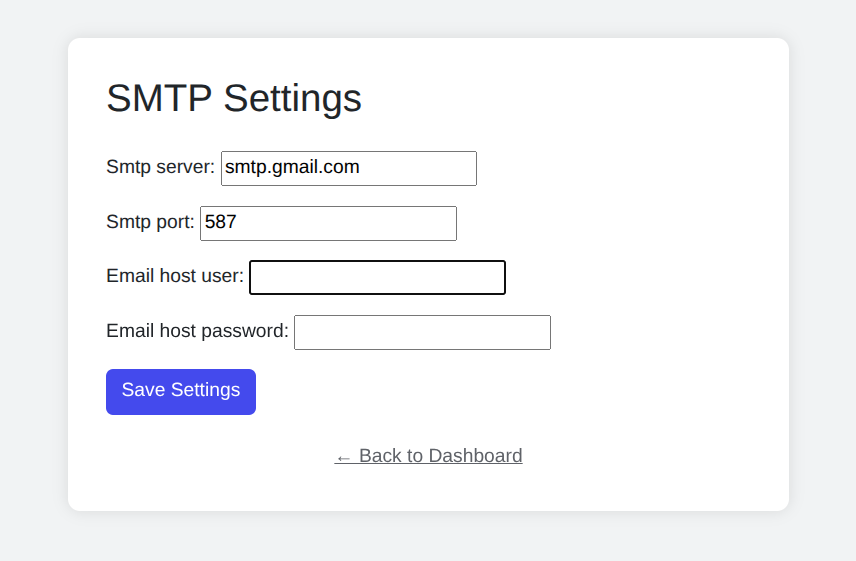 SMTP Settings
Smtp server: smtp.gmail.com
Smtp port: 587
Email host user:
Email host password:
Save Settings
← Back to Dashboard